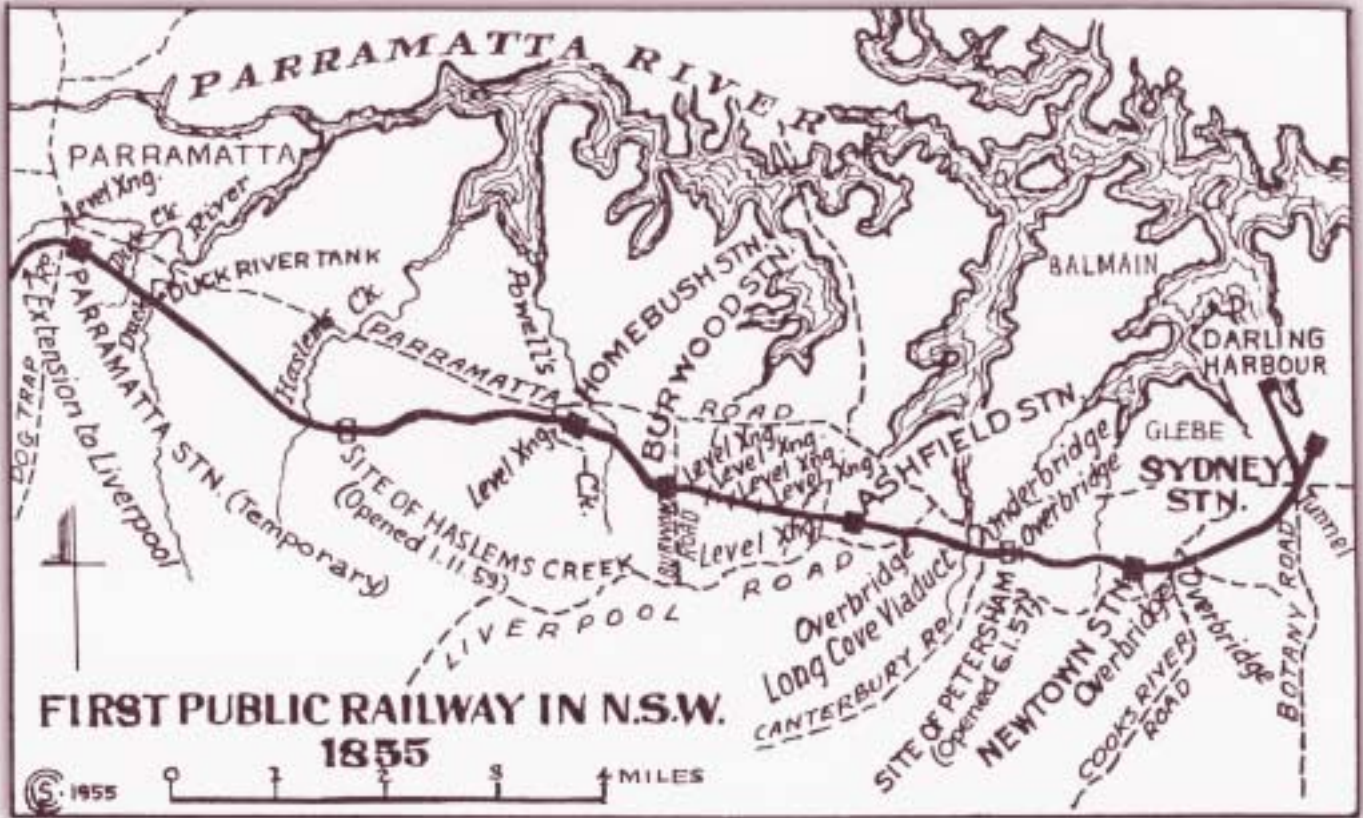 PARRAMATTA RIVER
PARRAMATTA
Level Xng.
Duck Ck
River
DUCK RIVER TANK
Duck
Haslems Ck
PARRAMATTA
ROAD
Powell's
Ck.
HOMEBUSH STN.
BURWOOD STN.
BALMAIN
DARLING
HARBOUR
GLEBE
SYDNEY
STN.
ASHFIELD STN.
Underbridge
Overbridge
Level Xng.
Level Xng.
Level Xng.
Level Xng.
Level Xng
Level Xng
BURWOOD
ROAD
DOG TRAP
Rd
Extension to Liverpool
PARRAMATTA STN. (Temporary)
SITE OF HASLEMS CREEK
(Opened 1.11.59)
LIVERPOOL ROAD
Overbridge
Long Cove Viaduct
CANTERBURY RD.
SITE OF PETERSHAM
(Opened 6.1.57)
NEWTOWN STN.
Overbridge
COOKS RIVER
ROAD
Overbridge
BOTANY ROAD
Tunnel
FIRST PUBLIC RAILWAY IN N.S.W.
1855
1955
0 1 2 3 4 MILES